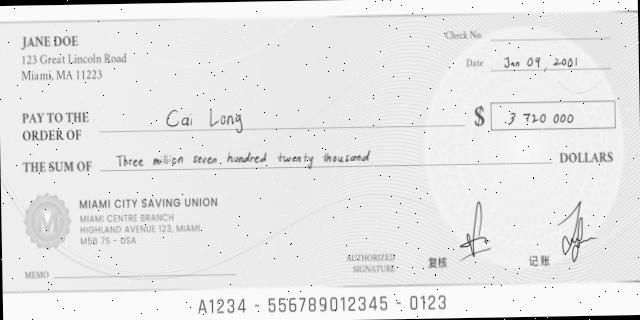 JANE DOE
123 Great Lincoln Road
Miami, MA 11223
Check No.
Date Jan 09, 2001
PAY TO THE
ORDER OF Cai Long
$ 3 720 000
THE SUM OF Three million seven hundred twenty thousand DOLLARS
MIAMI CITY SAVING UNION
MIAMI CENTRE BRANCH
HIGHLAND AVENUE 123, MIAMI
M56 7S - USA
AUTHORIZED
SIGNATURE
复核
记账
MEMO
A1234 - 556789012345 - 0123